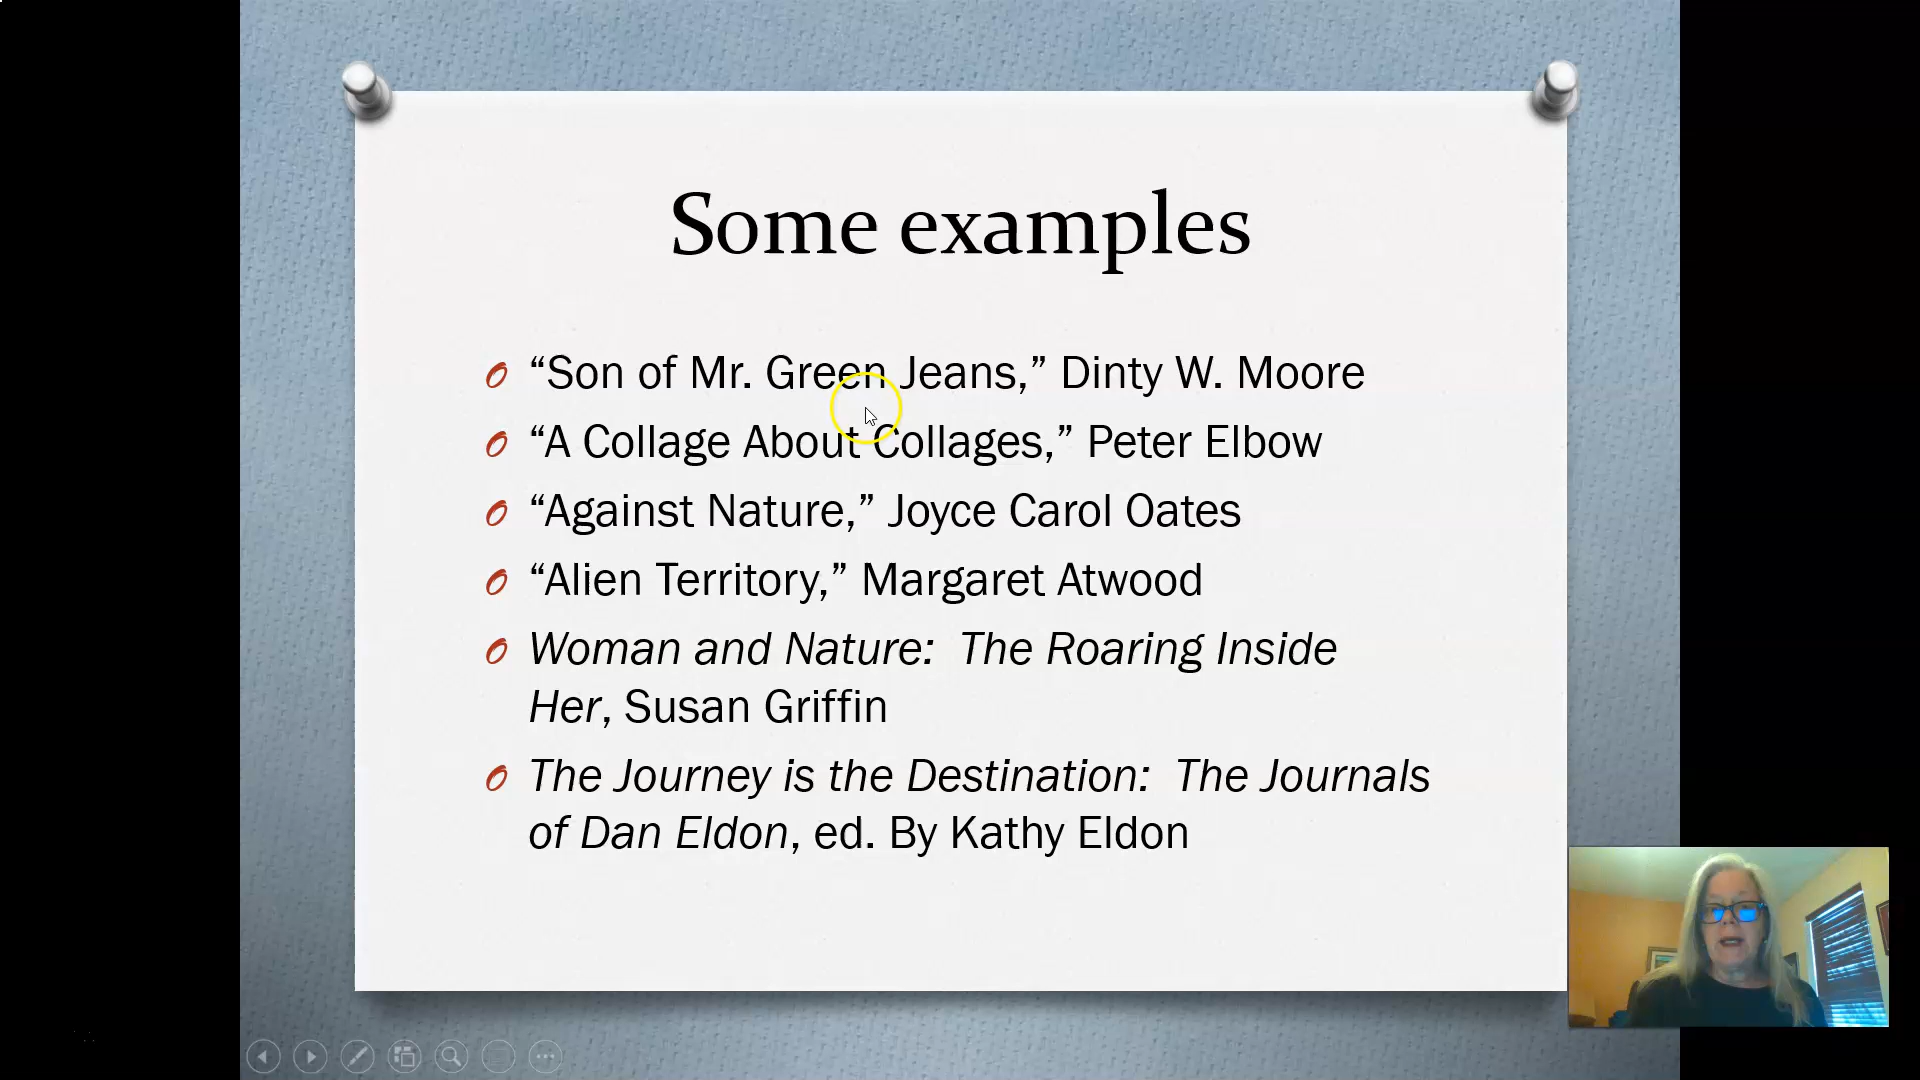 Some examples
“Son of Mr. Green Jeans,” Dinty W. Moore
“A Collage About Collages,” Peter Elbow
“Against Nature,” Joyce Carol Oates
“Alien Territory,” Margaret Atwood
Woman and Nature:  The Roaring Inside
Her, Susan Griffin
The Journey is the Destination:  The Journals
of Dan Eldon, ed. By Kathy Eldon